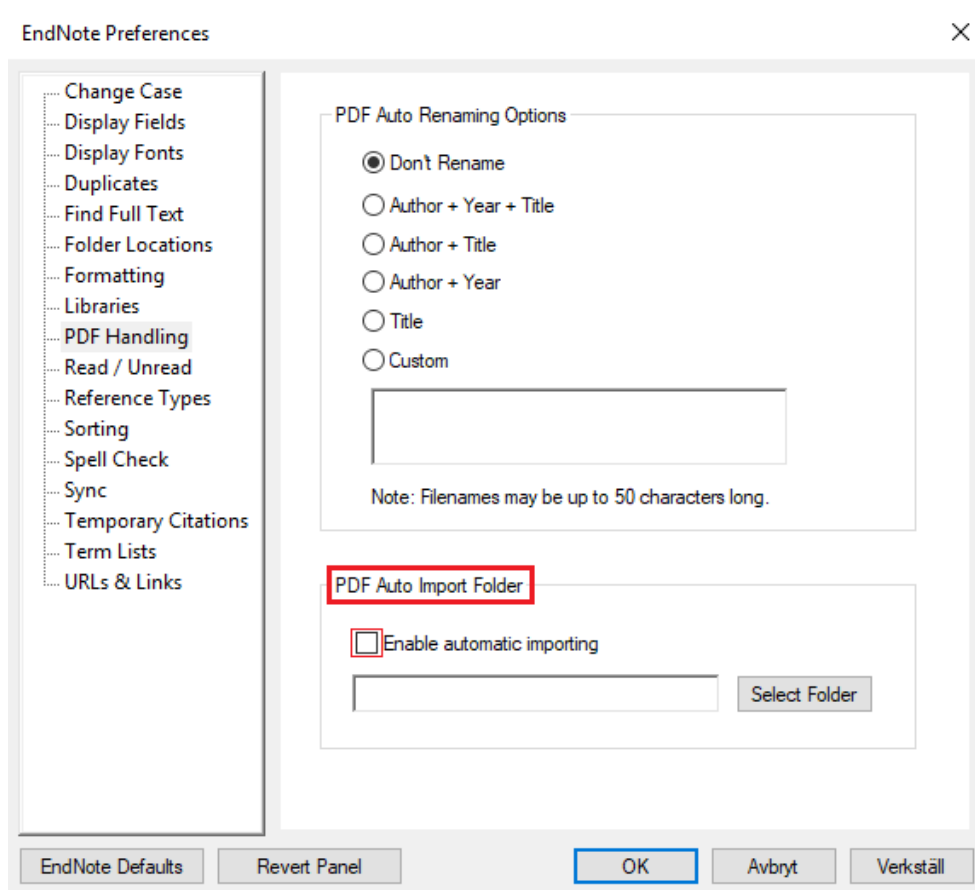 EndNote Preferences
Change Case
Display Fields
Display Fonts
Duplicates
Find Full Text
Folder Locations
Formatting
Libraries
PDF Handling
Read / Unread
Reference Types
Sorting
Spell Check
Sync
Temporary Citations
Term Lists
URLs & Links
PDF Auto Renaming Options
Don't Rename
Author + Year + Title
Author + Title
Author + Year
Title
Custom
Note: Filenames may be up to 50 characters long.
PDF Auto Import Folder
Enable automatic importing
Select Folder
EndNote Defaults
Revert Panel
OK
Avbryt
Verkställ